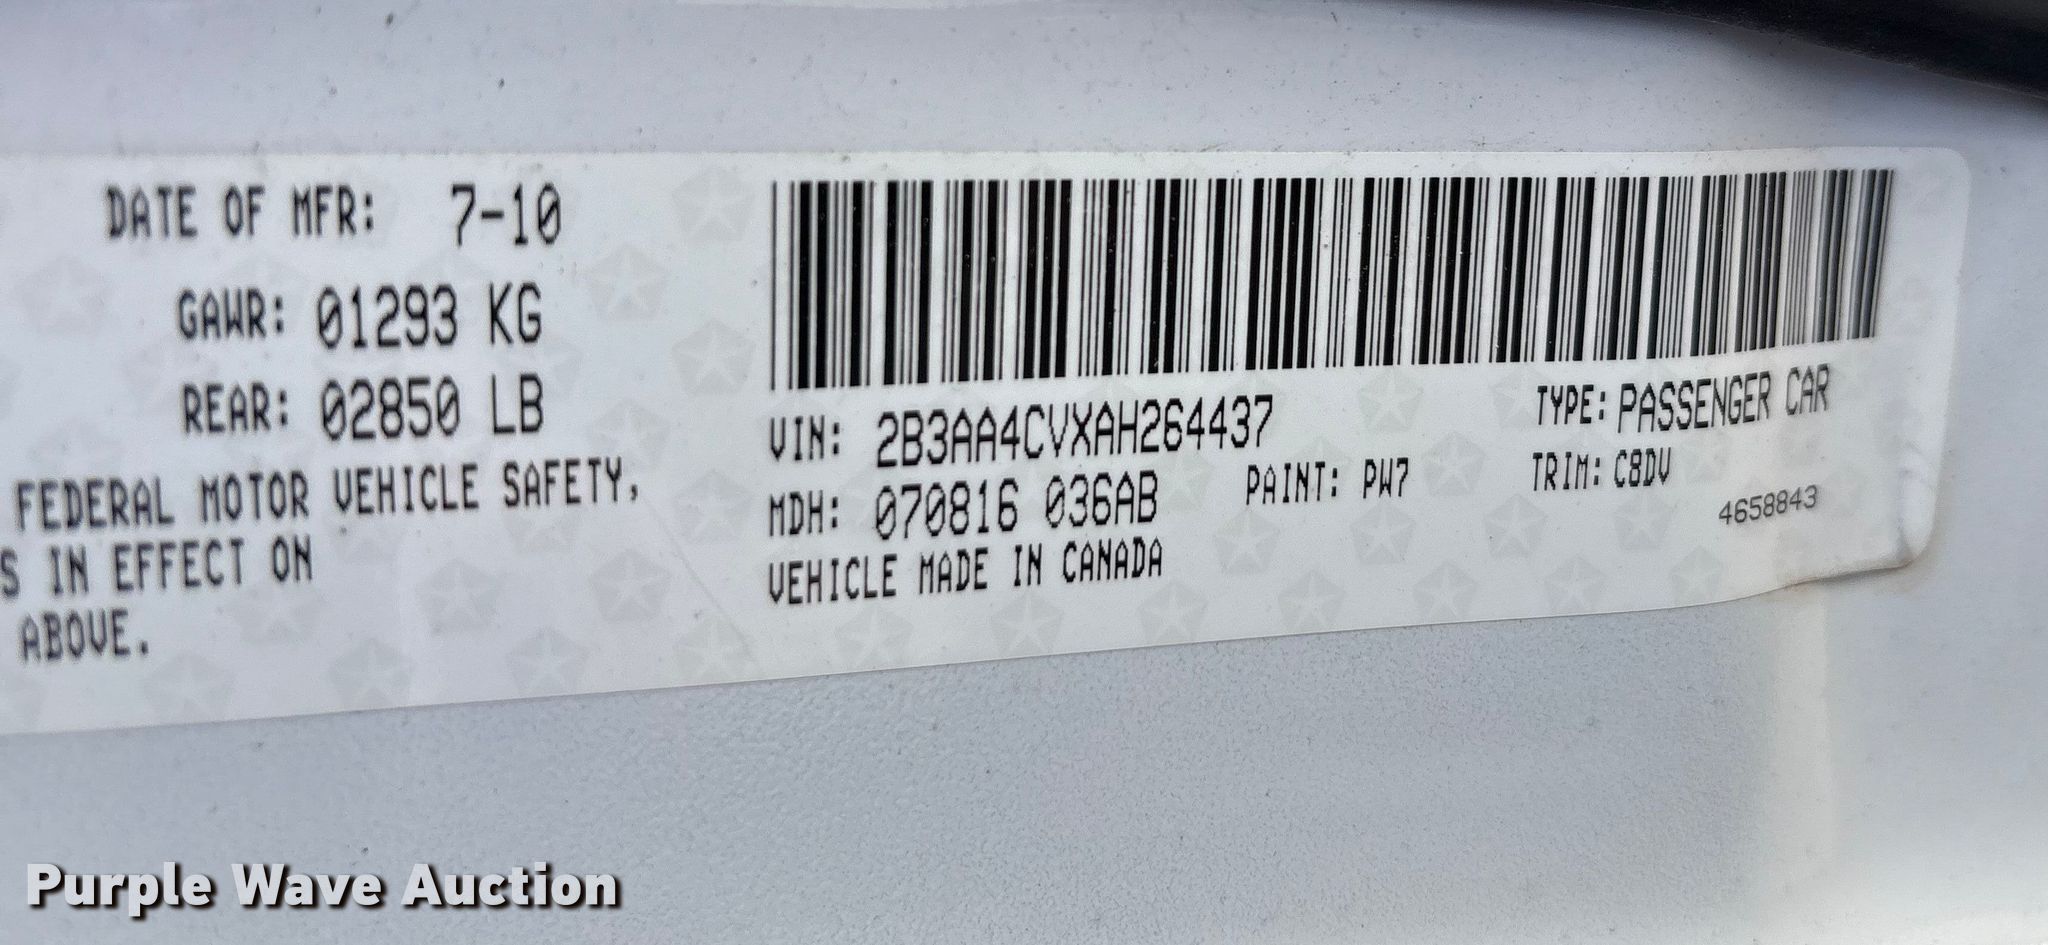 DATE OF MFR: 7-10
GAWR: 01293 KG
REAR: 02850 LB
FEDERAL MOTOR VEHICLE SAFETY,
S IN EFFECT ON
ABOVE.
VIN: 2B3AA4CVXAH264437
TYPE: PASSENGER CAR
MDH: 070816 036AB
PAINT: PW7
TRIM: C8DV
VEHICLE MADE IN CANADA
4658843
Purple Wave Auction